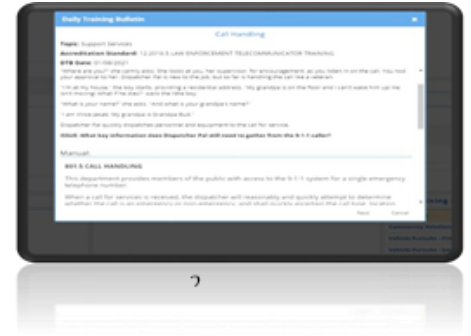 Daily Training Bulletin
Call Handling
Topic: Support Services
Accreditation Standard: 12.2016.5 LAW ENFORCEMENT TELECOMMUNICATOR TRAINING
DTB Date: 01/08/2021
"Where are you?" she calmly asks. She looks at you, her supervisor, for encouragement, as you listen in on the call. You nod
your approval to her. Dispatcher Pal is new to the job, but so far is handling the call like a veteran.
"I'm at my house," the boy starts, providing a residential address. "My grandpa is on the floor and I can't wake him up. He
isn't moving! What if he dies?" wails the little boy.
"What is your name?" she asks. "And what is your grandpa's name?"
"I am
my grandpa is Grandpa Bud."
Dispatcher Pal quickly dispatches personnel and equipment to the call for service.
ISSUE: What key information does Dispatcher Pal still need to gather from the 9-1-1 caller?
Manual:
801.5 CALL HANDLING
This department provides members of the public with access to the 9-1-1 system for a single emergency
telephone number.
When a call for services is received, the dispatcher will reasonably and quickly attempt to determine
whether the call is an emergency or non-emergency, and shall quickly ascertain the call type, location
Next
Cancel